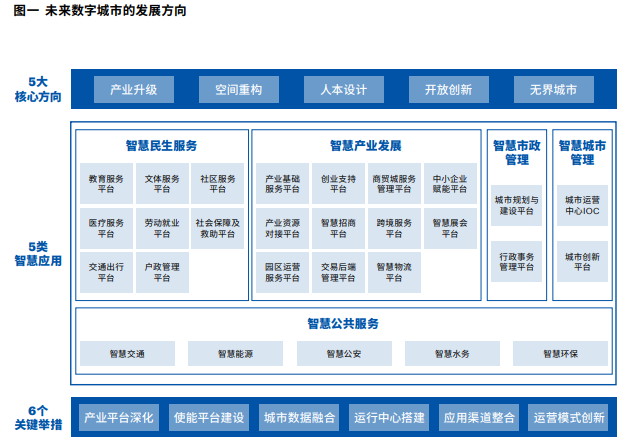 图一 未来数字城市的发展方向
5大
核心方向
产业升级 空间重构 人本设计 开放创新 无界城市
5类
智慧应用
智慧民生服务
教育服务
平台
文体服务
平台
社区服务
平台
医疗服务
平台
劳动就业
平台
社会保障及
救助平台
交通出行
平台
户政管理
平台
智慧产业发展
产业基础
服务平台
创业支持
平台
商贸城服务
管理平台
中小企业
赋能平台
产业资源
对接平台
智慧招商
平台
跨境服务
平台
智慧展会
平台
园区运营
服务平台
交易后端
管理平台
智慧物流
平台
智慧市政
管理
城市规划与
建设平台
行政事务
管理平台
智慧城市
管理
城市运营
中心IOC
城市创新
平台
智慧公共服务
智慧交通 智慧能源 智慧公安 智慧水务 智慧环保
6个
关键举措
产业平台深化 使能平台建设 城市数据融合 运行中心搭建 应用渠道整合 运营模式创新